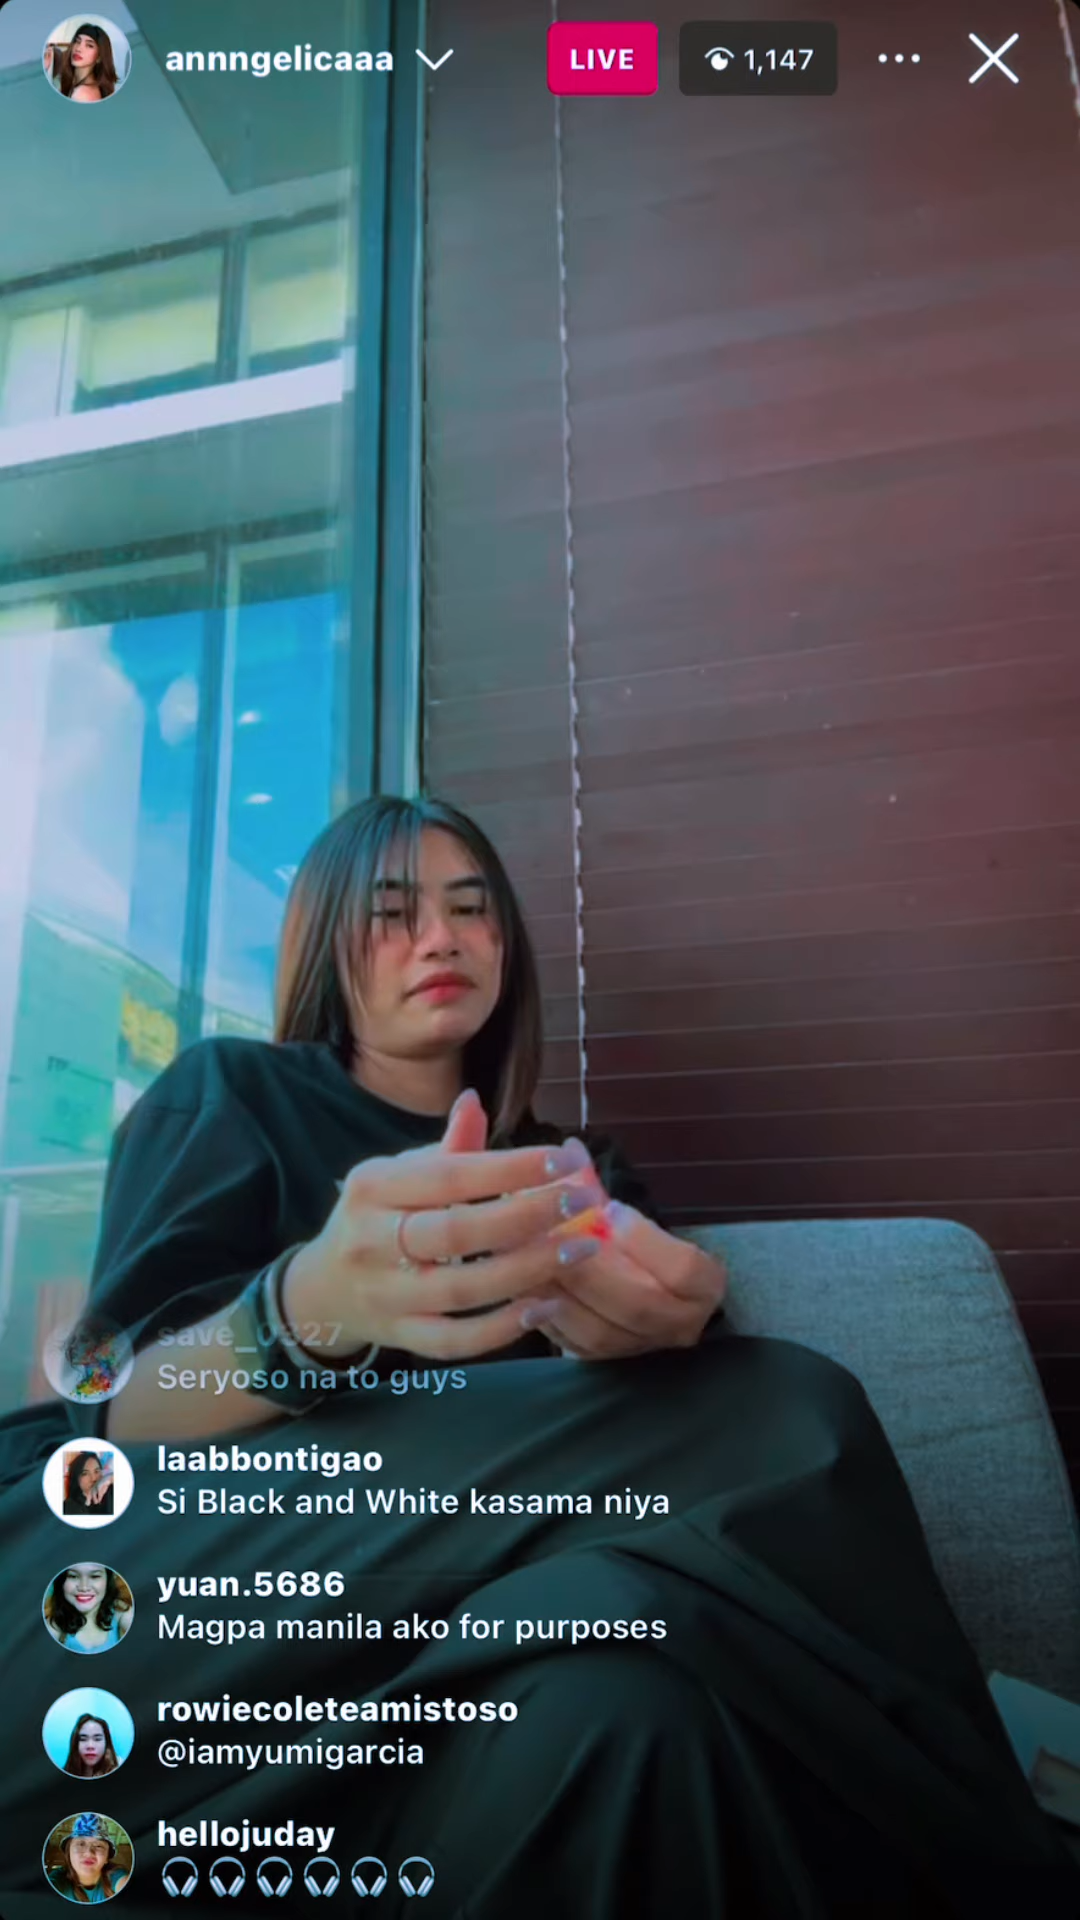 annngelicaaa
LIVE
1,147
save_0327
Seryoso na to guys
laabbontigao
Si Black and White kasama niya
yuan.5686
Magpa manila ako for purposes
rowiecoleteamistoso
@iamyumigarcia
hellojuday